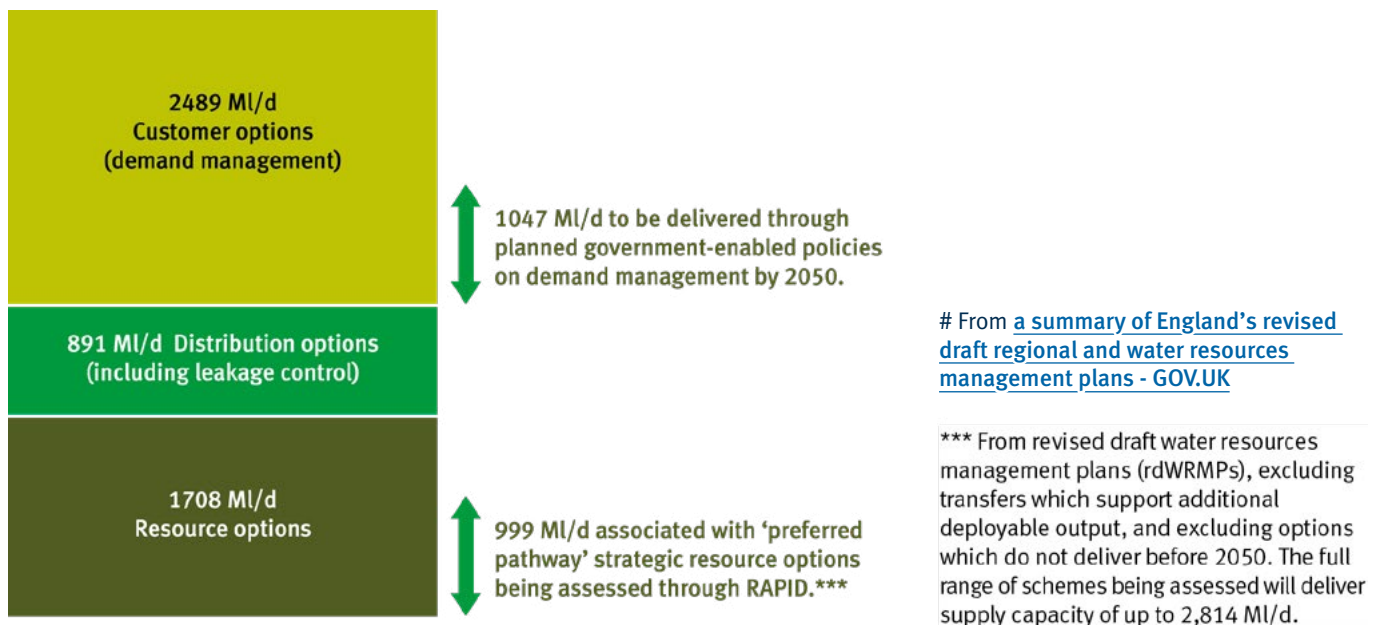 2489 Ml/d
Customer options
(demand management)
1047 Ml/d to be delivered through
planned government-enabled policies
on demand management by 2050.
891 Ml/d Distribution options
(including leakage control)
1708 Ml/d
Resource options
999 Ml/d associated with ‘preferred
pathway’ strategic resource options
being assessed through RAPID.***
# From a summary of England’s revised
draft regional and water resources
management plans - GOV.UK
*** From revised draft water resources
management plans (rdWRMPs), excluding
transfers which support additional
deployable output, and excluding options
which do not deliver before 2050. The full
range of schemes being assessed will deliver
supply capacity of up to 2,814 Ml/d.